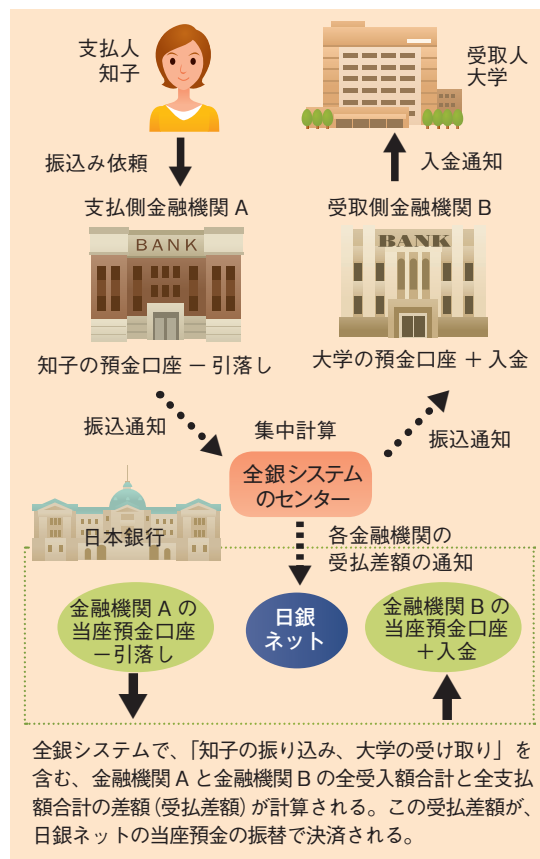 支払人
知子
受取人
大学
振込み依頼
入金通知
支払側金融機関 A
受取側金融機関 B
BANK
BANK
知子の預金口座 − 引落し
大学の預金口座 ＋ 入金
振込通知
集中計算
振込通知
全銀システム
のセンター
日本銀行
各金融機関の
受払差額の通知
金融機関 A の
当座預金口座
−引落し
日銀
ネット
金融機関 B の
当座預金口座
＋入金
全銀システムで、「知子の振り込み、大学の受け取り」を
含む、金融機関 A と金融機関 B の全受入額合計と全支払
額合計の差額（受払差額）が計算される。この受払差額が、
日銀ネットの当座預金の振替で決済される。